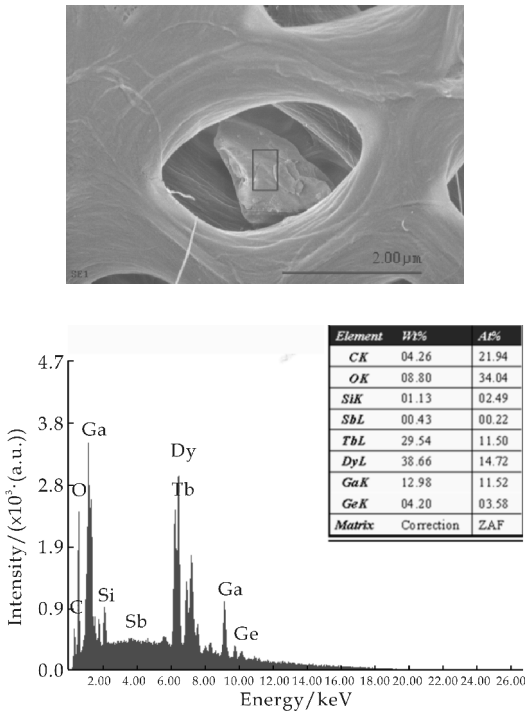 2.00µm
SE1
Element Wt% At%
CK 04.26 21.94
OK 08.80 34.04
SiK 01.13 02.49
SbL 00.43 00.22
TbL 29.54 11.50
DyL 38.66 14.72
GaK 12.98 11.52
GeK 04.20 03.58
Matrix Correction ZAF
4.7
3.8
2.8
1.9
0.9
0.0
Intensity/(×10³·(a.u.))
Ga
Dy
O
Tb
C
Si
Sb
Ga
Ge
2.00 4.00 6.00 8.00 10.00 12.00 14.00 16.00 18.00 20.00 22.00 24.00 26.00
Energy/keV